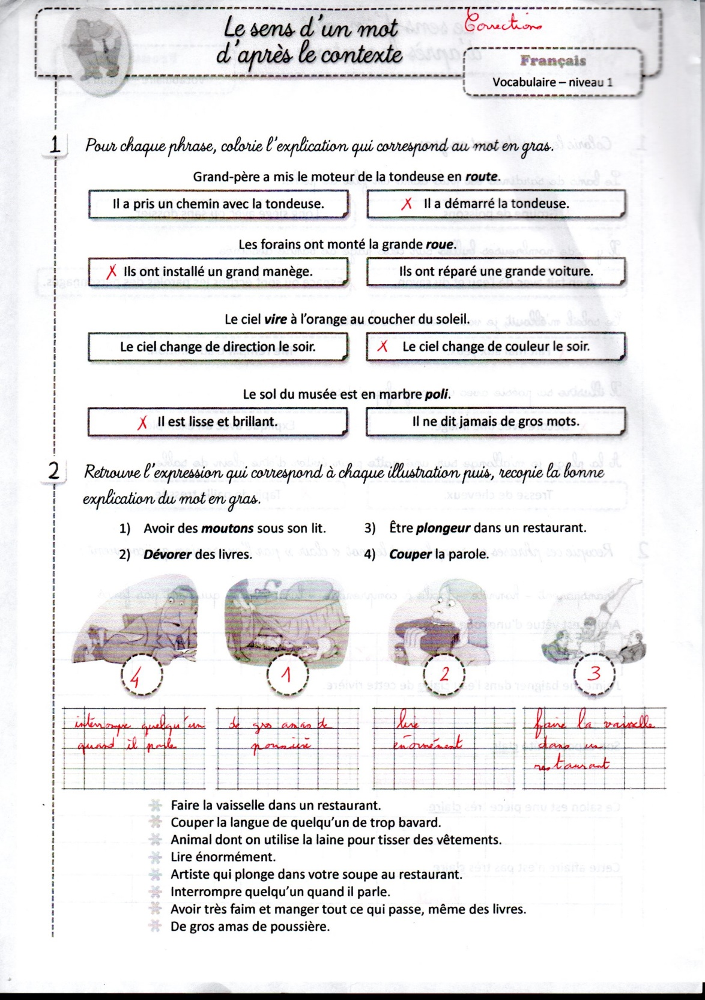 Le sens d'un mot
d'après le contexte
Corrections
Français
Vocabulaire – niveau 1
1 Pour chaque phrase, colorie l'explication qui correspond au mot en gras.
Grand-père a mis le moteur de la tondeuse en route.
Il a pris un chemin avec la tondeuse.
X Il a démarré la tondeuse.
Les forains ont monté la grande roue.
X Ils ont installé un grand manège.
Ils ont réparé une grande voiture.
Le ciel vire à l'orange au coucher du soleil.
Le ciel change de direction le soir.
X Le ciel change de couleur le soir.
Le sol du musée est en marbre poli.
X Il est lisse et brillant.
Il ne dit jamais de gros mots.
2 Retrouve l'expression qui correspond à chaque illustration puis, recopie la bonne
explication du mot en gras.
1) Avoir des moutons sous son lit.
3) Être plongeur dans un restaurant.
2) Dévorer des livres.
4) Couper la parole.
4
1
2
3
interrompre quelqu'un
quand il parle
de gros amas de
poussière
lire
énormément
faire la vaisselle
dans un
restaurant
Faire la vaisselle dans un restaurant.
Couper la langue de quelqu'un de trop bavard.
Animal dont on utilise la laine pour tisser des vêtements.
Lire énormément.
Artiste qui plonge dans votre soupe au restaurant.
Interrompre quelqu'un quand il parle.
Avoir très faim et manger tout ce qui passe, même des livres.
De gros amas de poussière.